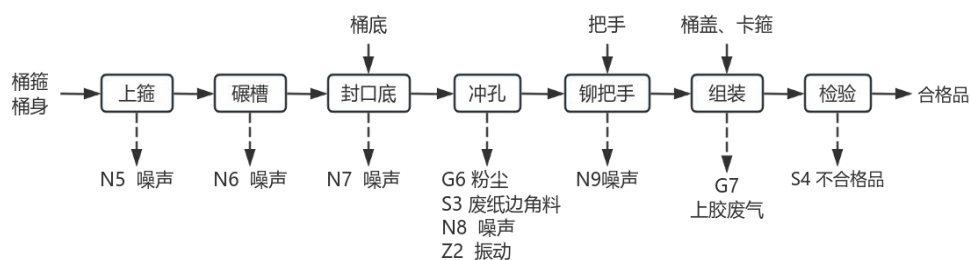 桶底
把手
桶盖、卡箍
桶箍
桶身
上箍
碾槽
封口底
冲孔
铆把手
组装
检验
合格品
N5 噪声
N6 噪声
N7 噪声
G6 粉尘
S3 废纸边角料
N8 噪声
Z2 振动
N9噪声
G7
上胶废气
S4 不合格品